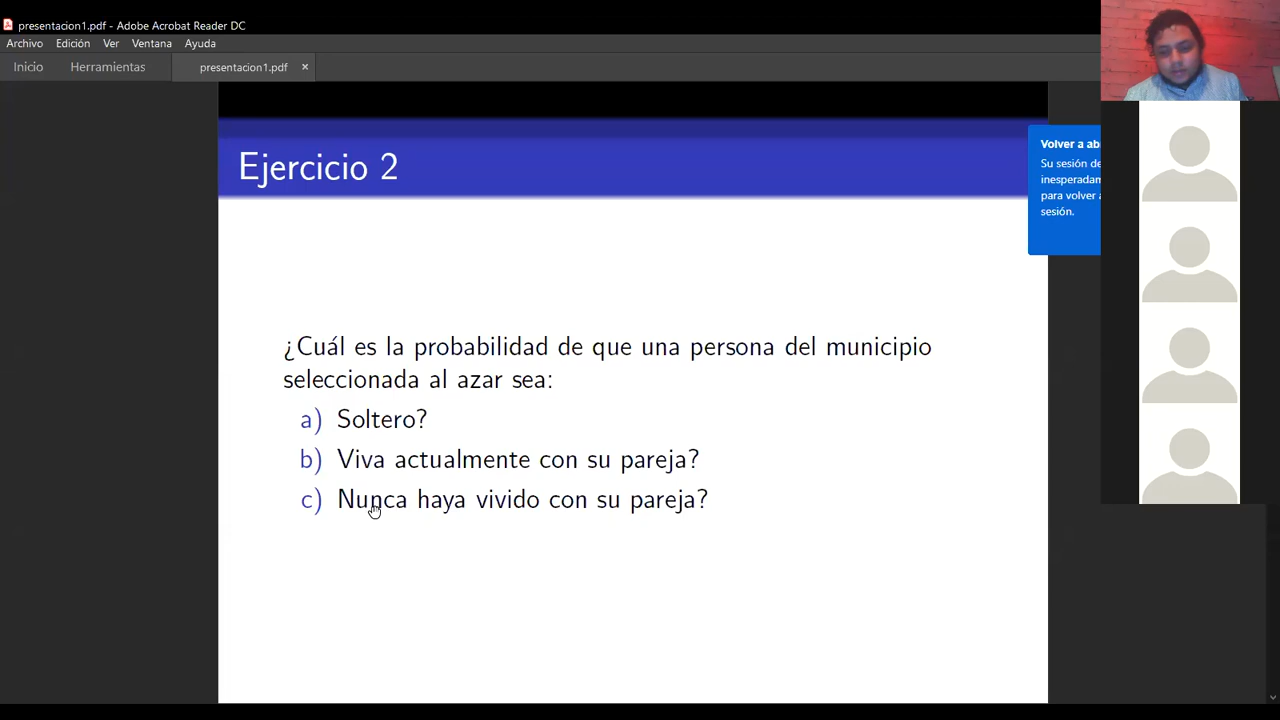 presentacion1.pdf - Adobe Acrobat Reader DC
Archivo Edición Ver Ventana Ayuda
Inicio Herramientas presentacion1.pdf ×
Ejercicio 2
Volver a ab
Su sesión de
inesperadam
para volver a
sesión.
¿Cuál es la probabilidad de que una persona del municipio
seleccionada al azar sea:
a) Soltero?
b) Viva actualmente con su pareja?
c) Nunca haya vivido con su pareja?